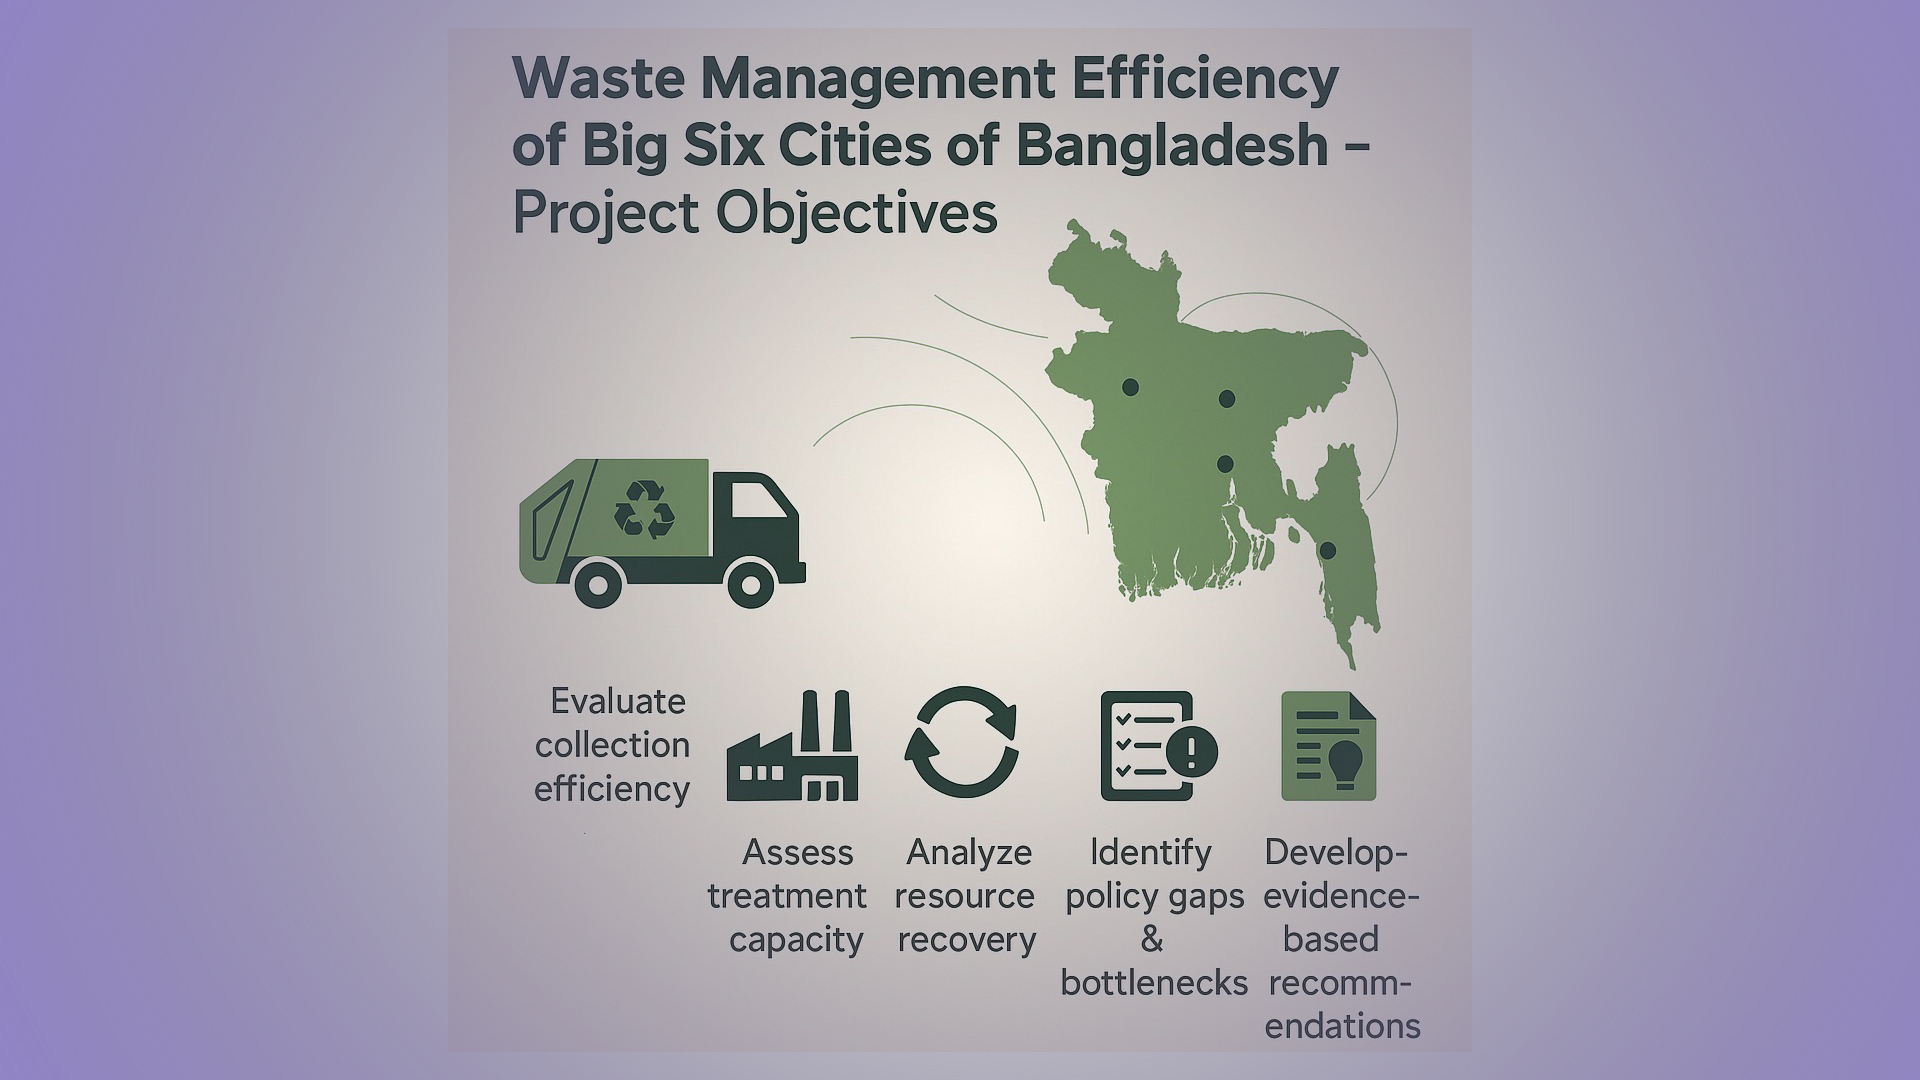 Waste Management Efficiency
of Big Six Cities of Bangladesh –
Project Objectives
Evaluate
collection
efficiency
Assess
treatment
capacity
Analyze
resource
recovery
Identify
policy gaps
&
bottlenecks
Develop-
evidence-
based
recomm-
endations